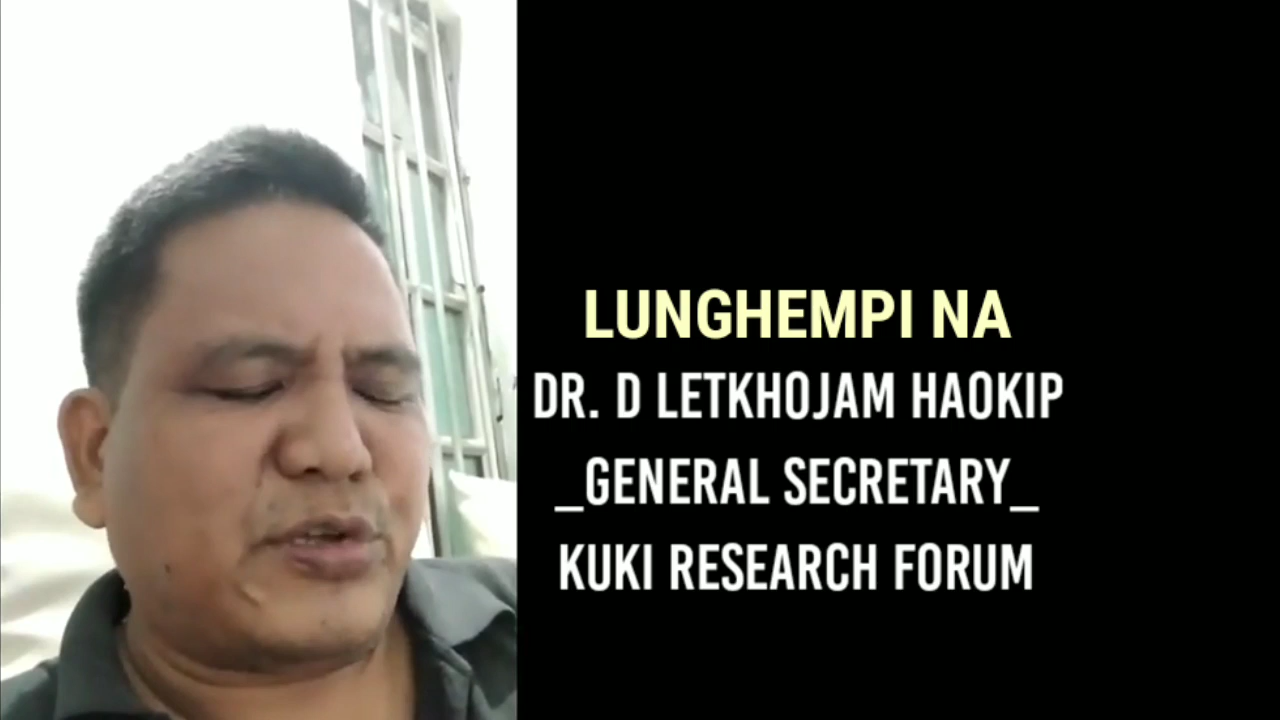 LUNGHEMPI NA
DR. D LETKHOJAM HAOKIP
_GENERAL SECRETARY_
KUKI RESEARCH FORUM